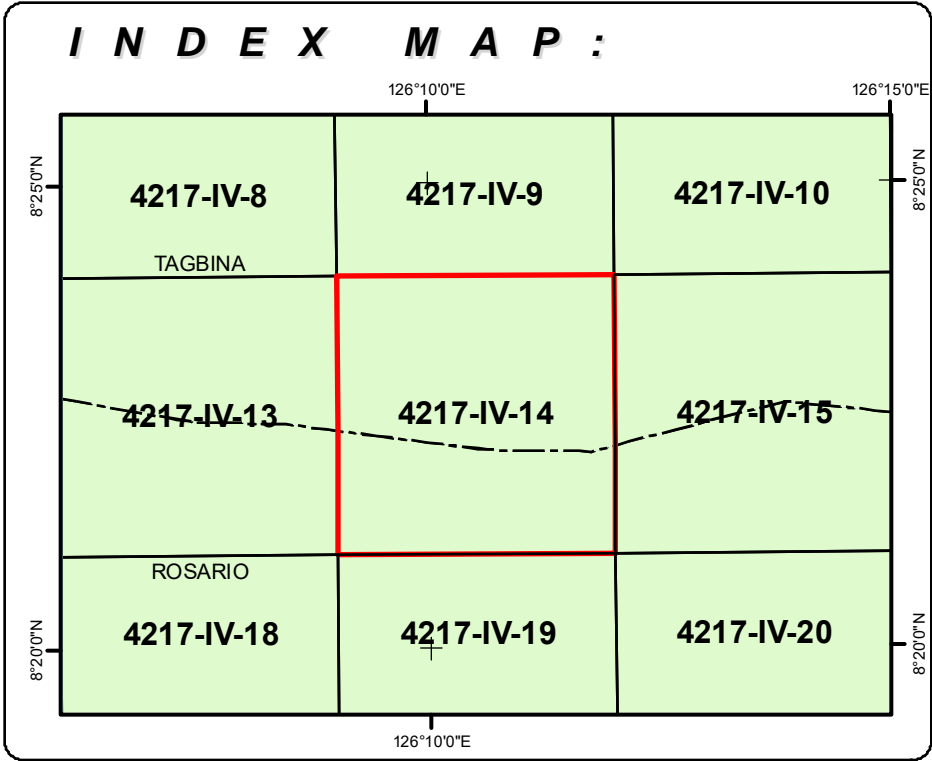 INDEX MAP:
126°10'0"E
126°15'0"E
8°25'0"N
8°25'0"N
4217-IV-8
4217-IV-9
4217-IV-10
TAGBINA
4217-IV-13
4217-IV-14
4217-IV-15
ROSARIO
4217-IV-18
4217-IV-19
4217-IV-20
8°20'0"N
8°20'0"N
126°10'0"E